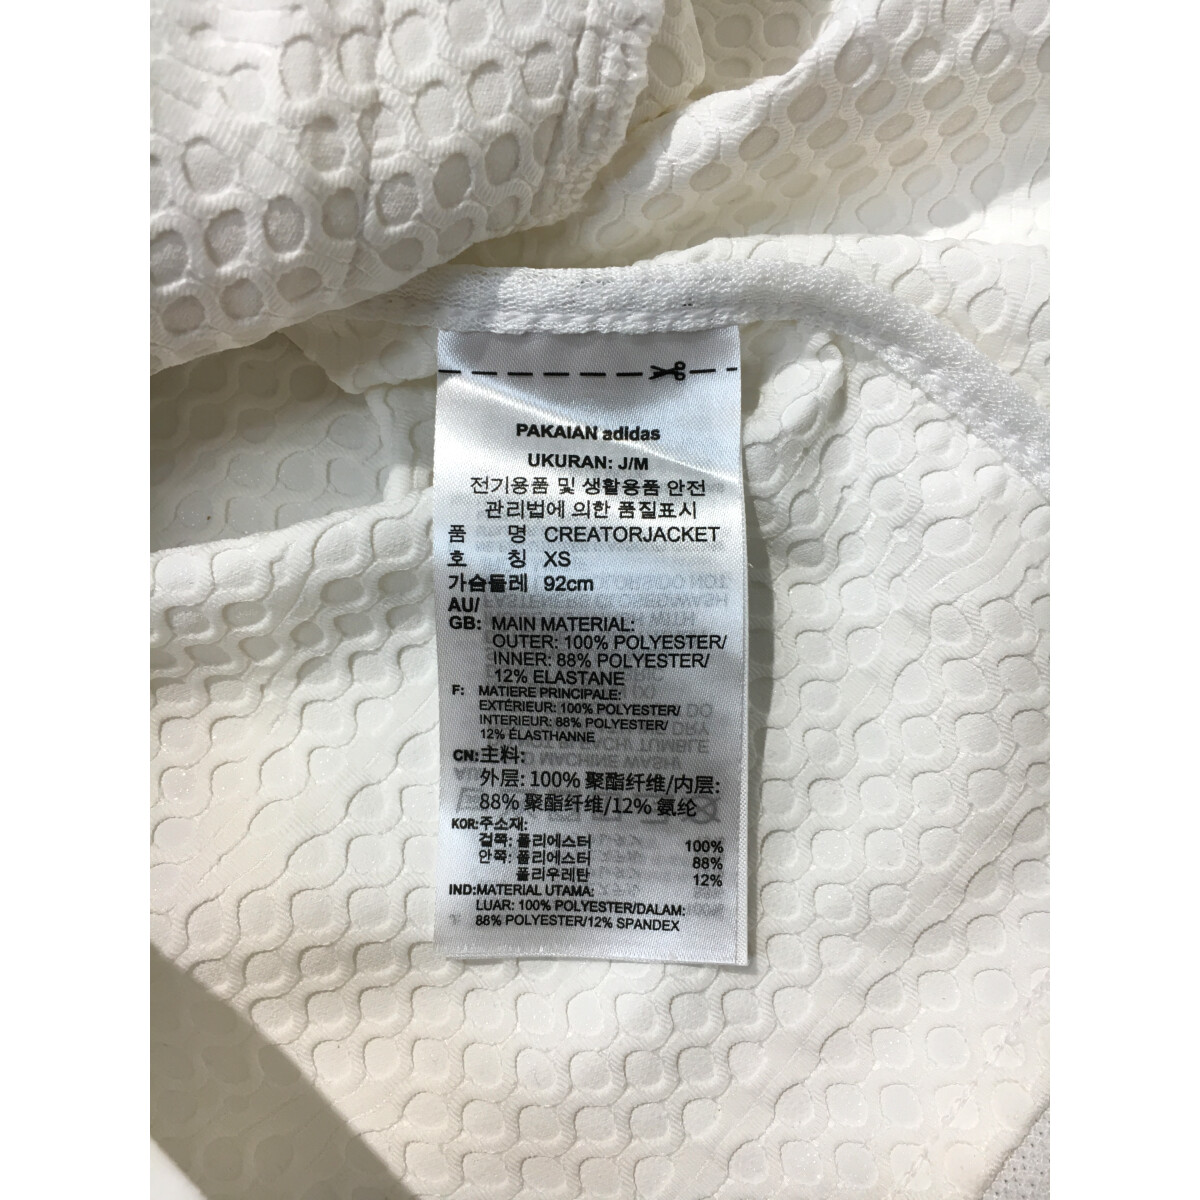 PAKAIAN adidas
UKURAN: J/M
전기용품 및 생활용품 안전
관리법에 의한 품질표시
품 명 CREATORJACKET
호 칭 XS
가슴둘레 92cm
AU/
GB: MAIN MATERIAL:
OUTER: 100% POLYESTER/
INNER: 88% POLYESTER/
12% ELASTANE
F: MATIERE PRINCIPALE:
EXTÉRIEUR: 100% POLYESTER/
INTERIEUR: 88% POLYESTER/
12% ÉLASTHANNE
CN:主料:
外层: 100% 聚酯纤维/内层:
88% 聚酯纤维/12% 氨纶
KOR:주소재:
겉쪽: 폴리에스터 100%
안쪽: 폴리에스터 88%
폴리우레탄 12%
IND:MATERIAL UTAMA:
LUAR: 100% POLYESTER/DALAM:
88% POLYESTER/12% SPANDEX